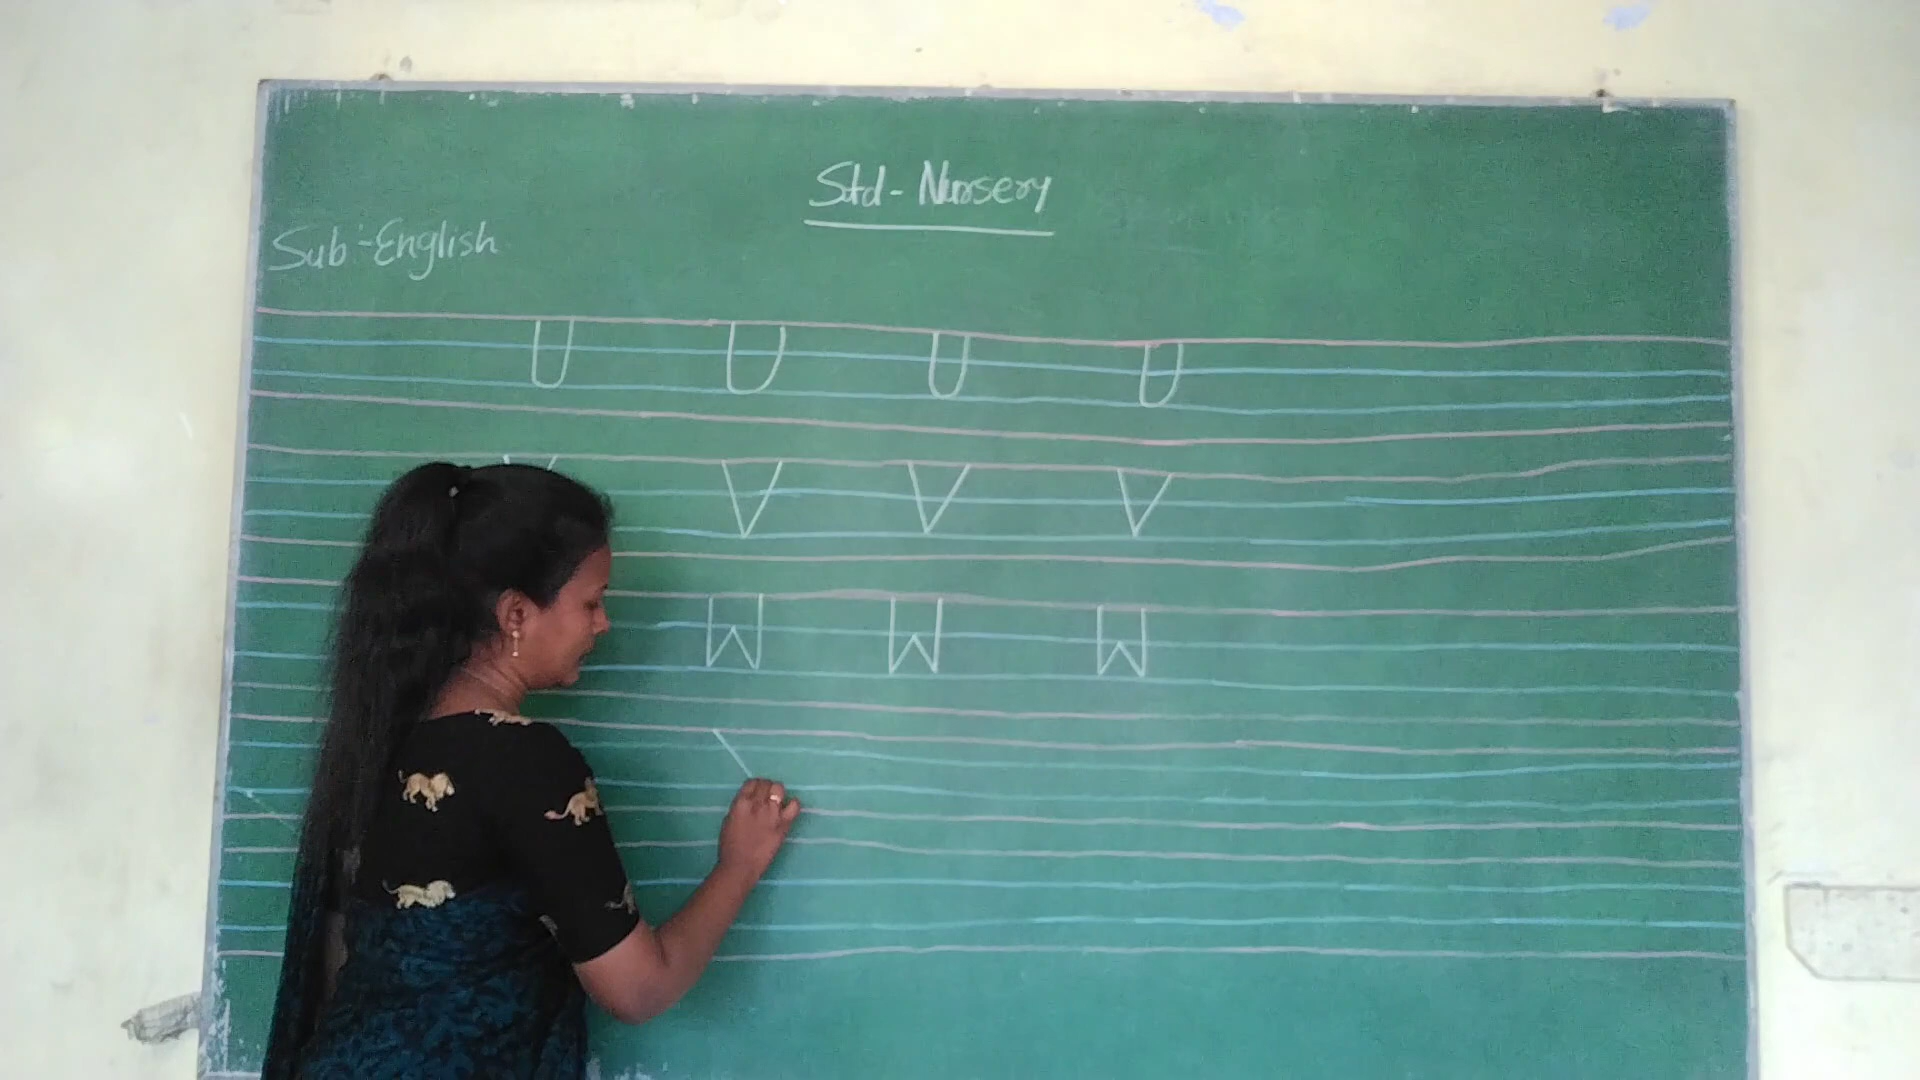 Std - Nursery
Sub :- English
U U U U
V V V V
W W W